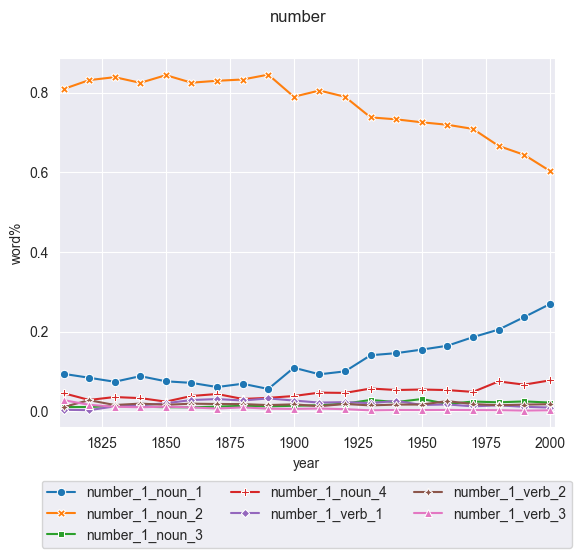 number
0.8
0.6
0.4
0.2
0.0
word%
1825 1850 1875 1900 1925 1950 1975 2000
year
number_1_noun_1 number_1_noun_4 number_1_verb_2
number_1_noun_2 number_1_verb_1 number_1_verb_3
number_1_noun_3